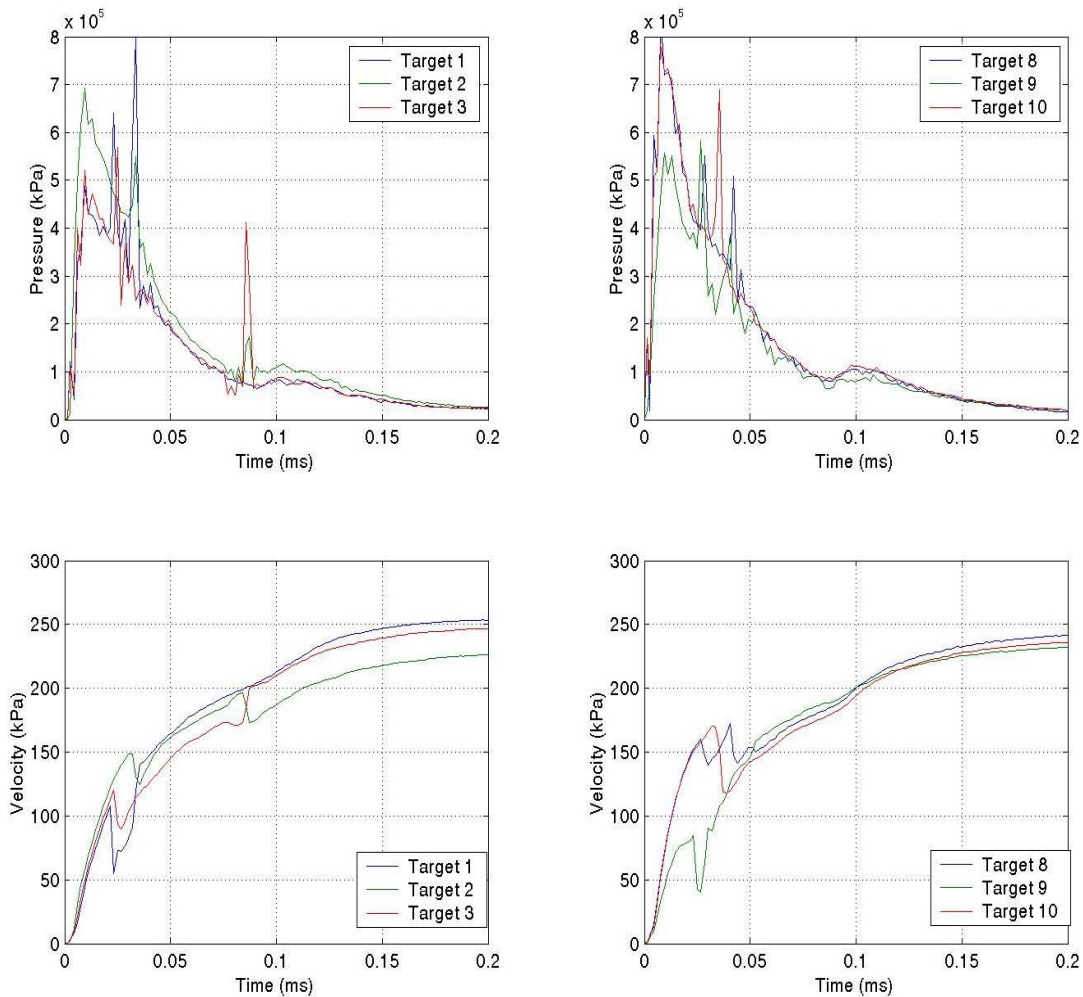 x 10⁵
8
7
6
5
4
3
2
1
0
Pressure (kPa)
0 0.05 0.1 0.15 0.2
Time (ms)
Target 1
Target 2
Target 3
x 10⁵
8
7
6
5
4
3
2
1
0
Pressure (kPa)
0 0.05 0.1 0.15 0.2
Time (ms)
Target 8
Target 9
Target 10
300
250
200
150
100
50
0
Velocity (kPa)
0 0.05 0.1 0.15 0.2
Time (ms)
Target 1
Target 2
Target 3
300
250
200
150
100
50
0
Velocity (kPa)
0 0.05 0.1 0.15 0.2
Time (ms)
Target 8
Target 9
Target 10